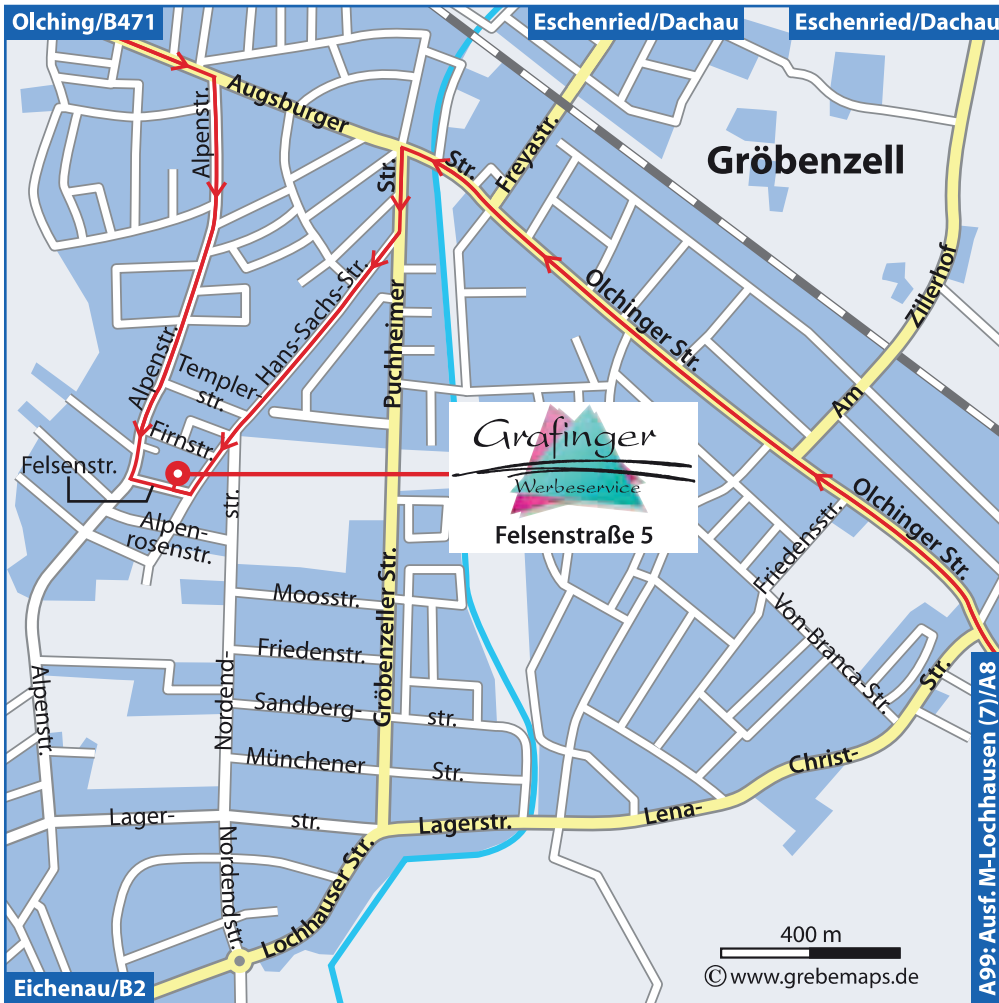 Olching/B471
Eschenried/Dachau
Eschenried/Dachau
Augsburger
Str.
Alpenstr.
Str.
Freyastr.
Gröbenzell
Hans-Sachs-Str.
Puchheimer
Olchinger Str.
Zillerhof
Am
Alpenstr.
Templer-
str.
Firnstr.
Felsenstr.
str.
Grafinger
Werbeservice
Felsenstraße 5
Alpen-
rosenstr.
Olchinger Str.
Friedensstr.
F. Von-Branca-Str.
Moosstr.
Gröbenzeller Str.
Friedenstr.
Nordend-
Alpenstr.
Sandberg-
str.
Münchener
Str.
Str.
Christ-
Lena-
Lager-
str.
Lagerstr.
Nordendstr.
Lochhauser Str.
400 m
© www.grebemaps.de
Eichenau/B2
A99: Ausf. M-Lochhausen (7)/A8